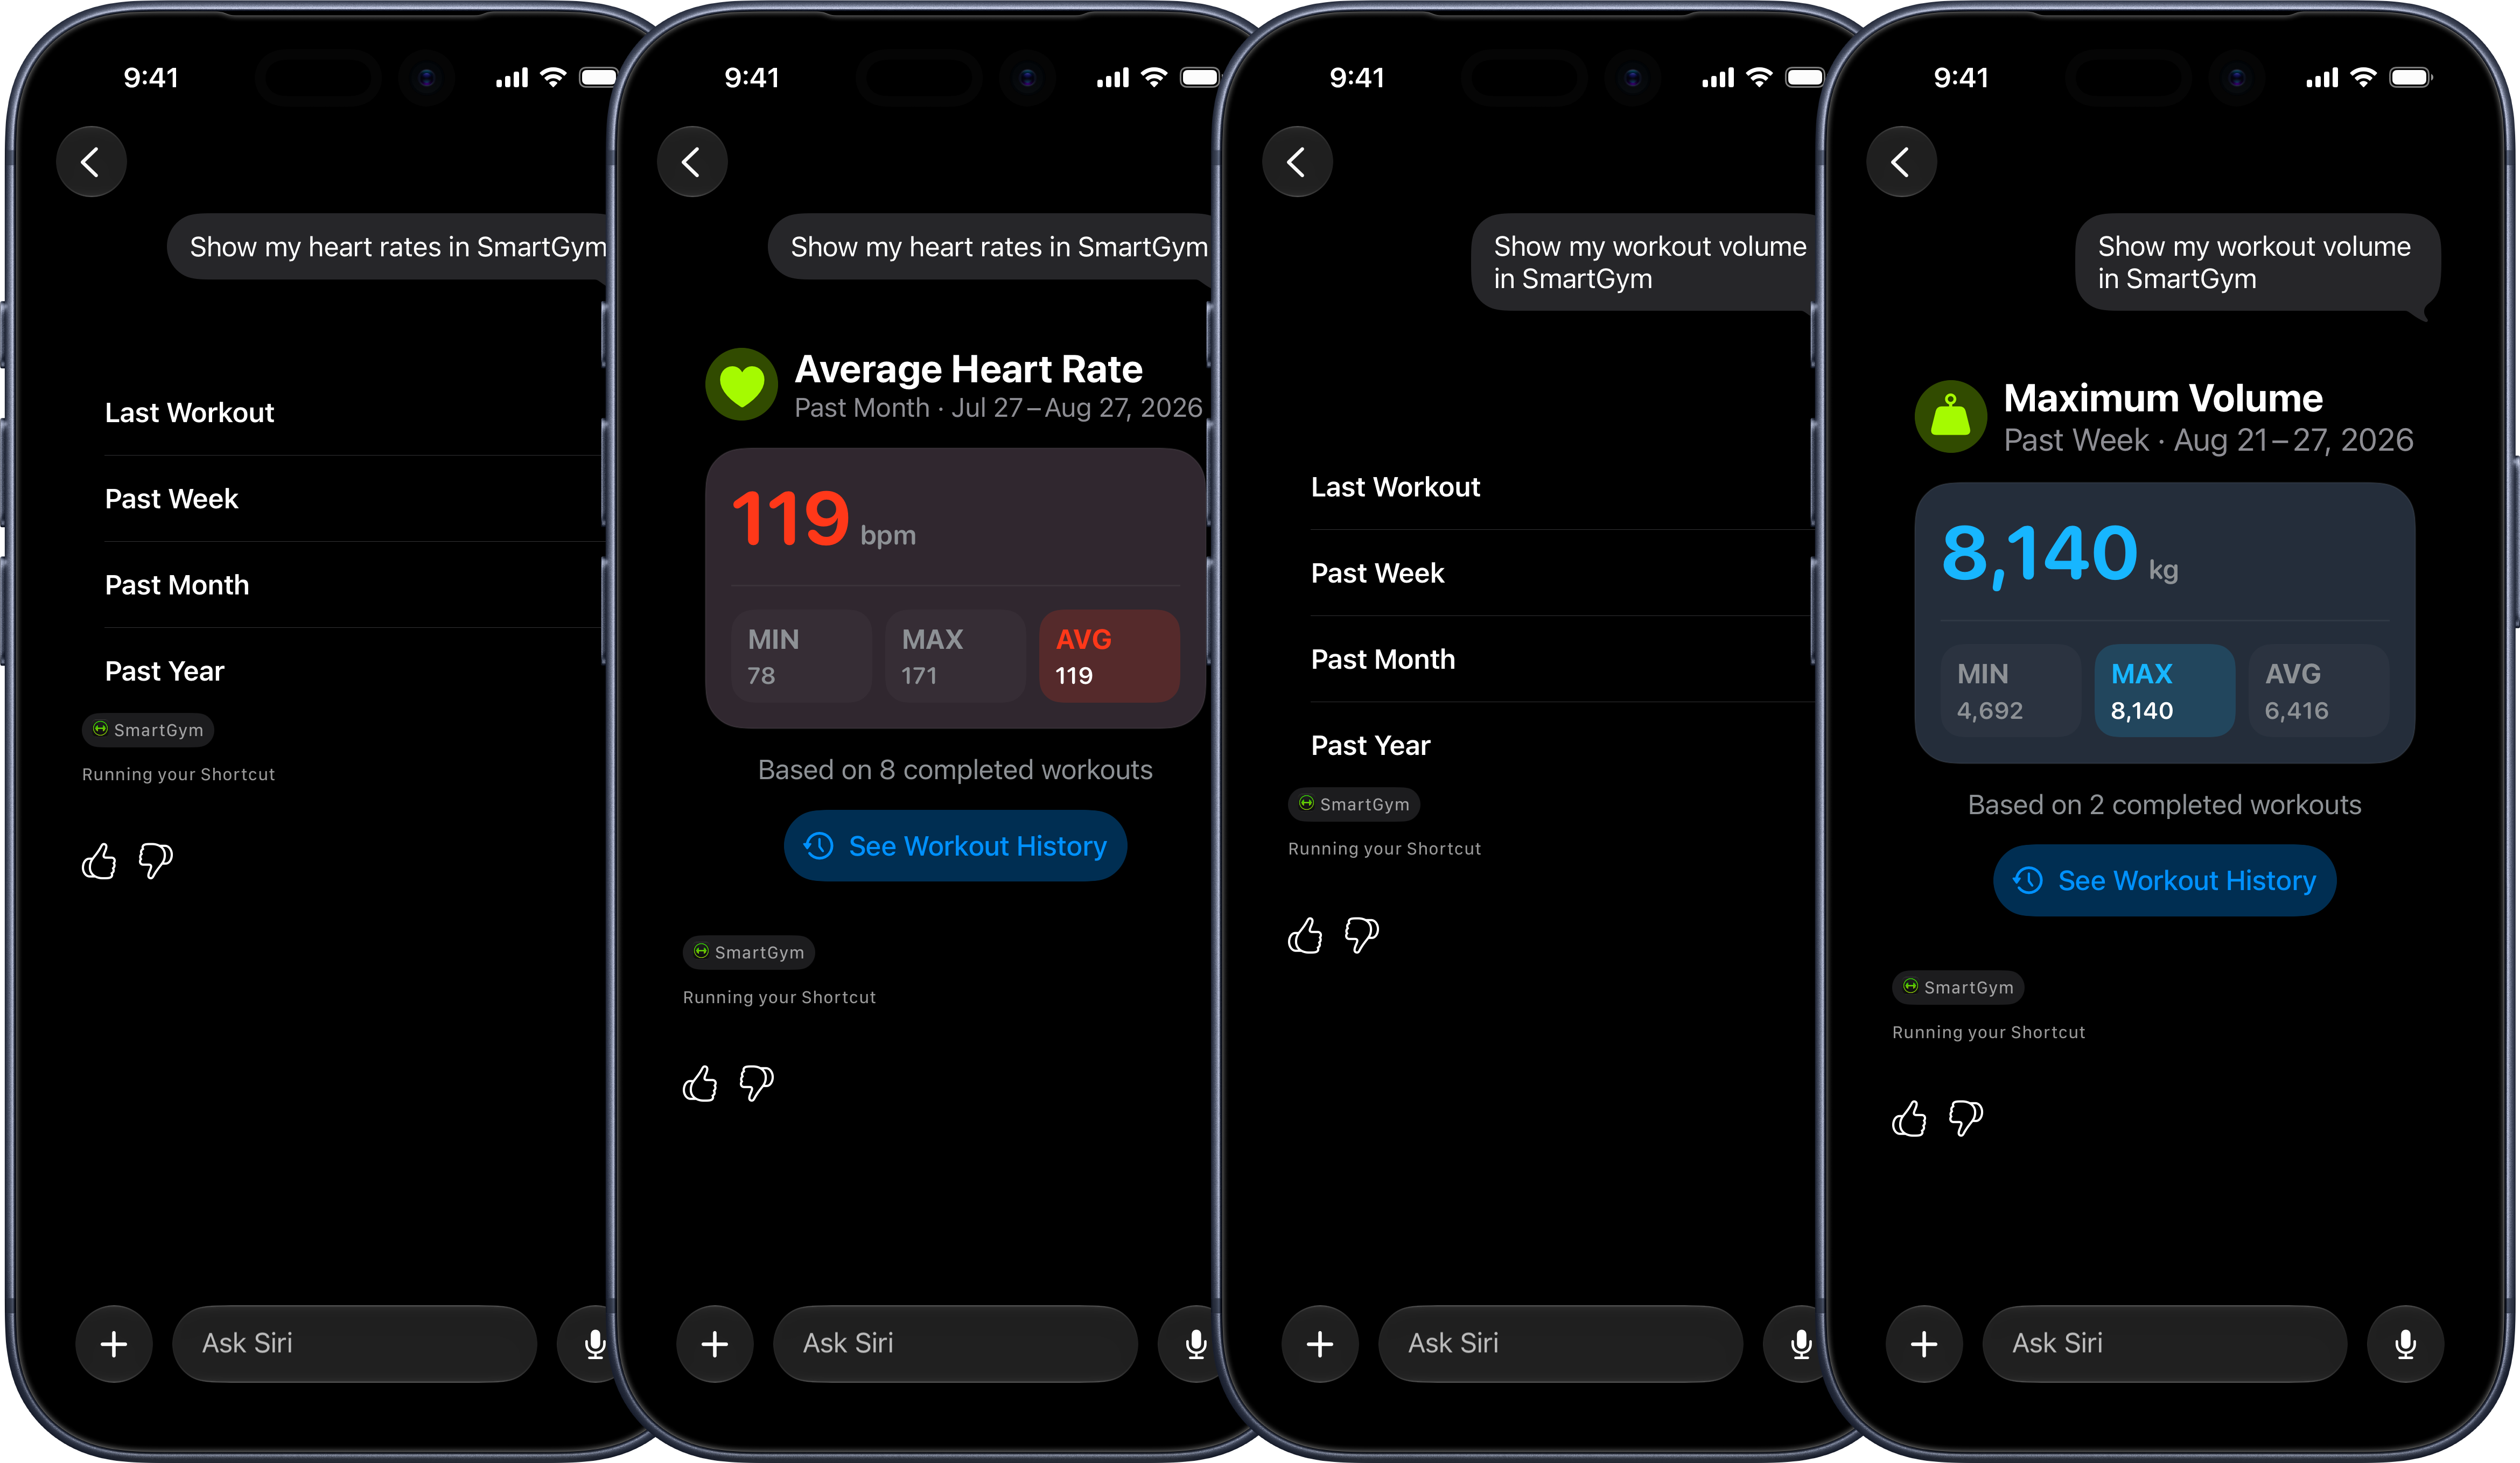 9:41
Show my heart rates in SmartGym
Last Workout
Past Week
Past Month
Past Year
SmartGym
Running your Shortcut
Ask Siri
9:41
Show my heart rates in SmartGym
Average Heart Rate
Past Month · Jul 27–Aug 27, 2026
119 bpm
MIN
78
MAX
171
AVG
119
Based on 8 completed workouts
See Workout History
SmartGym
Running your Shortcut
Ask Siri
9:41
Show my workout volume
in SmartGym
Last Workout
Past Week
Past Month
Past Year
SmartGym
Running your Shortcut
Ask Siri
9:41
Show my workout volume
in SmartGym
Maximum Volume
Past Week · Aug 21–27, 2026
8,140 kg
MIN
4,692
MAX
8,140
AVG
6,416
Based on 2 completed workouts
See Workout History
SmartGym
Running your Shortcut
Ask Siri